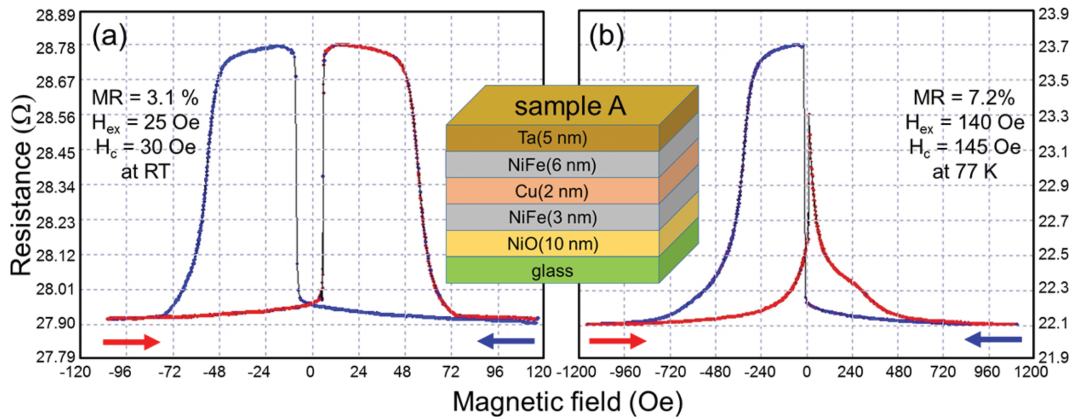 (a)
MR = 3.1 %
Hex = 25 Oe
Hc = 30 Oe
at RT
Resistance (Ω)
28.89
28.78
28.67
28.56
28.45
28.34
28.23
28.12
28.01
27.90
27.79
-120 -96 -72 -48 -24 0 24 48 72 96 120
sample A
Ta(5 nm)
NiFe(6 nm)
Cu(2 nm)
NiFe(3 nm)
NiO(10 nm)
glass
(b)
MR = 7.2%
Hex = 140 Oe
Hc = 145 Oe
at 77 K
23.9
23.7
23.5
23.3
23.1
22.9
22.7
22.5
22.3
22.1
21.9
-1200 -960 -720 -480 -240 0 240 480 720 960 1200
Magnetic field (Oe)